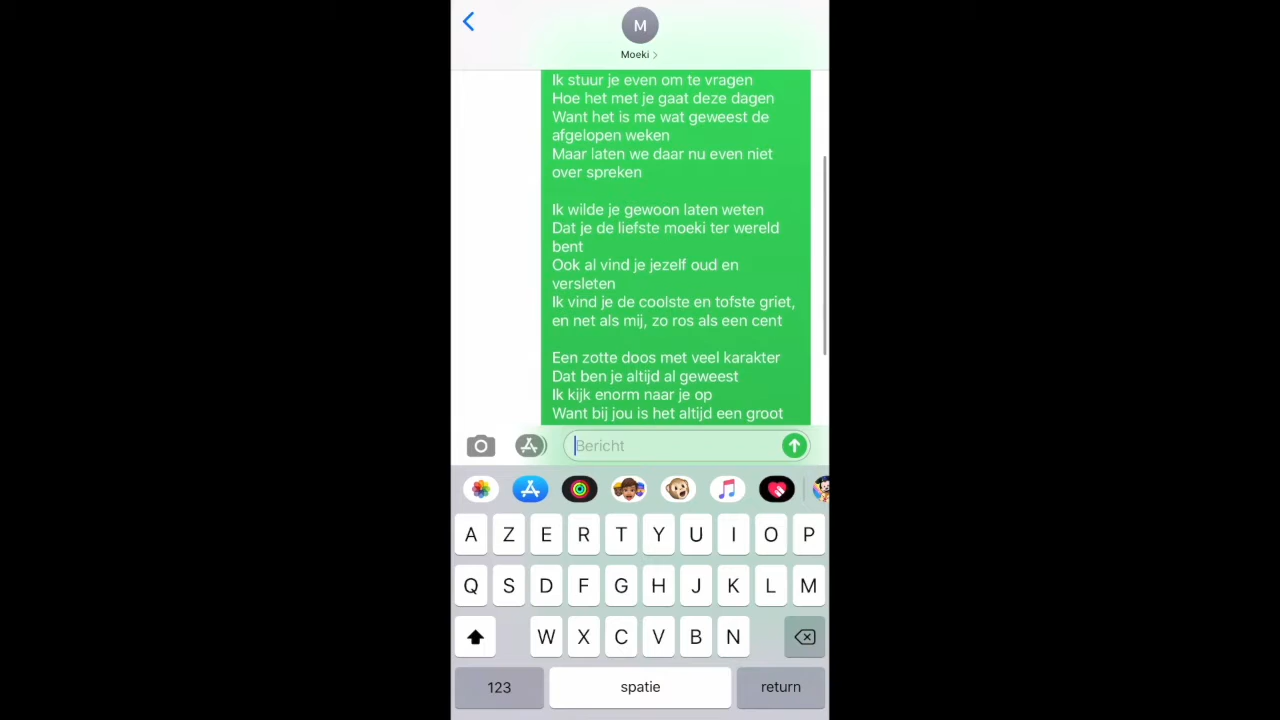 M
Moeki
Ik stuur je even om te vragen
Hoe het met je gaat deze dagen
Want het is me wat geweest de
afgelopen weken
Maar laten we daar nu even niet
over spreken
Ik wilde je gewoon laten weten
Dat je de liefste moeki ter wereld
bent
Ook al vind je jezelf oud en
versleten
Ik vind je de coolste en tofste griet,
en net als mij, zo ros als een cent
Een zotte doos met veel karakter
Dat ben je altijd al geweest
Ik kijk enorm naar je op
Want bij jou is het altijd een groot
Bericht
A Z E R T Y U I O P
Q S D F G H J K L M
W X C V B N
123 spatie return